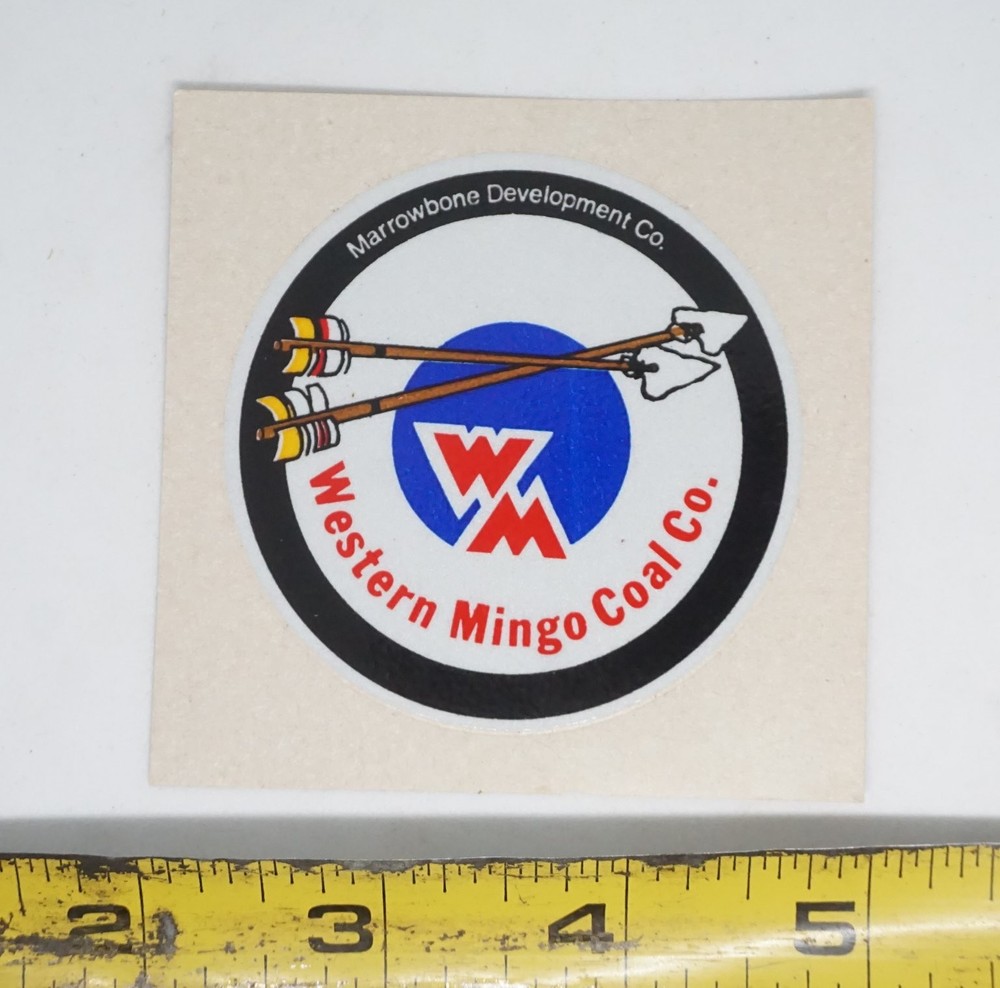 Marrowbone Development Co.
WM
Western Mingo Coal Co.
2 3 4 5